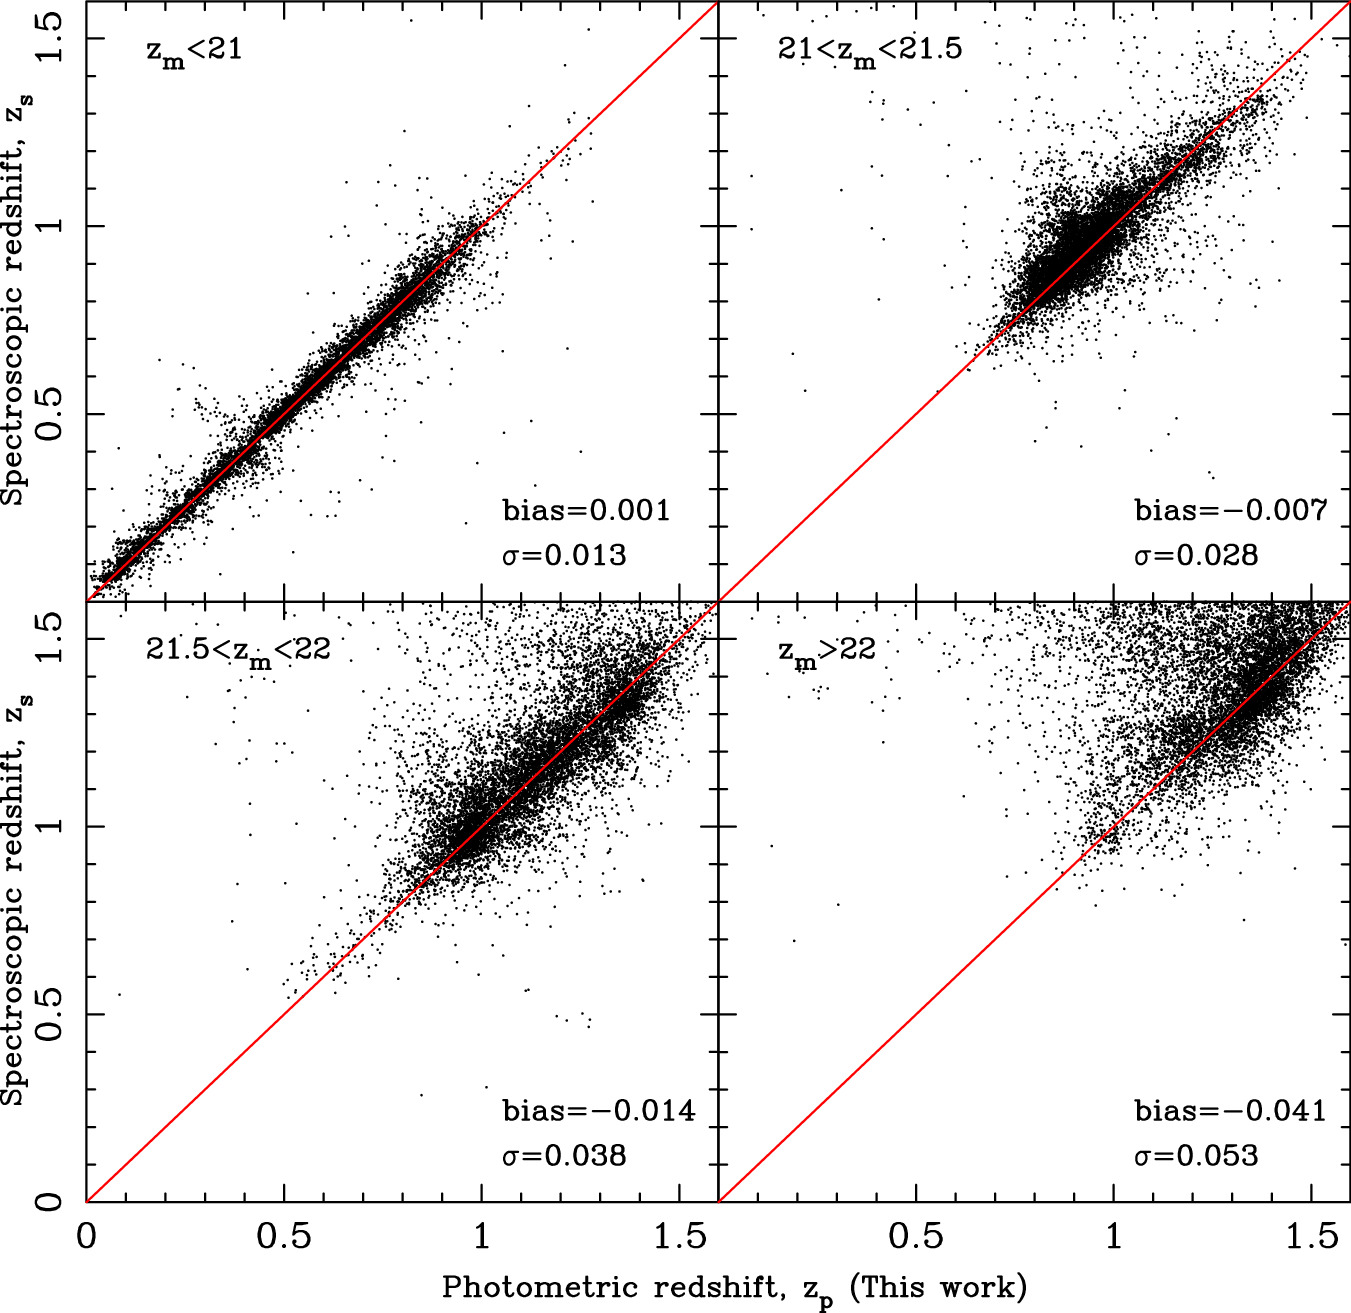 Spectroscopic redshift, z_s
1.5
1
0.5
z_m<21
bias=0.001
σ=0.013
21<z_m<21.5
bias=−0.007
σ=0.028
Spectroscopic redshift, z_s
1.5
1
0.5
0
21.5<z_m<22
bias=−0.014
σ=0.038
z_m>22
bias=−0.041
σ=0.053
0 0.5 1 1.5 0.5 1 1.5
Photometric redshift, z_p (This work)